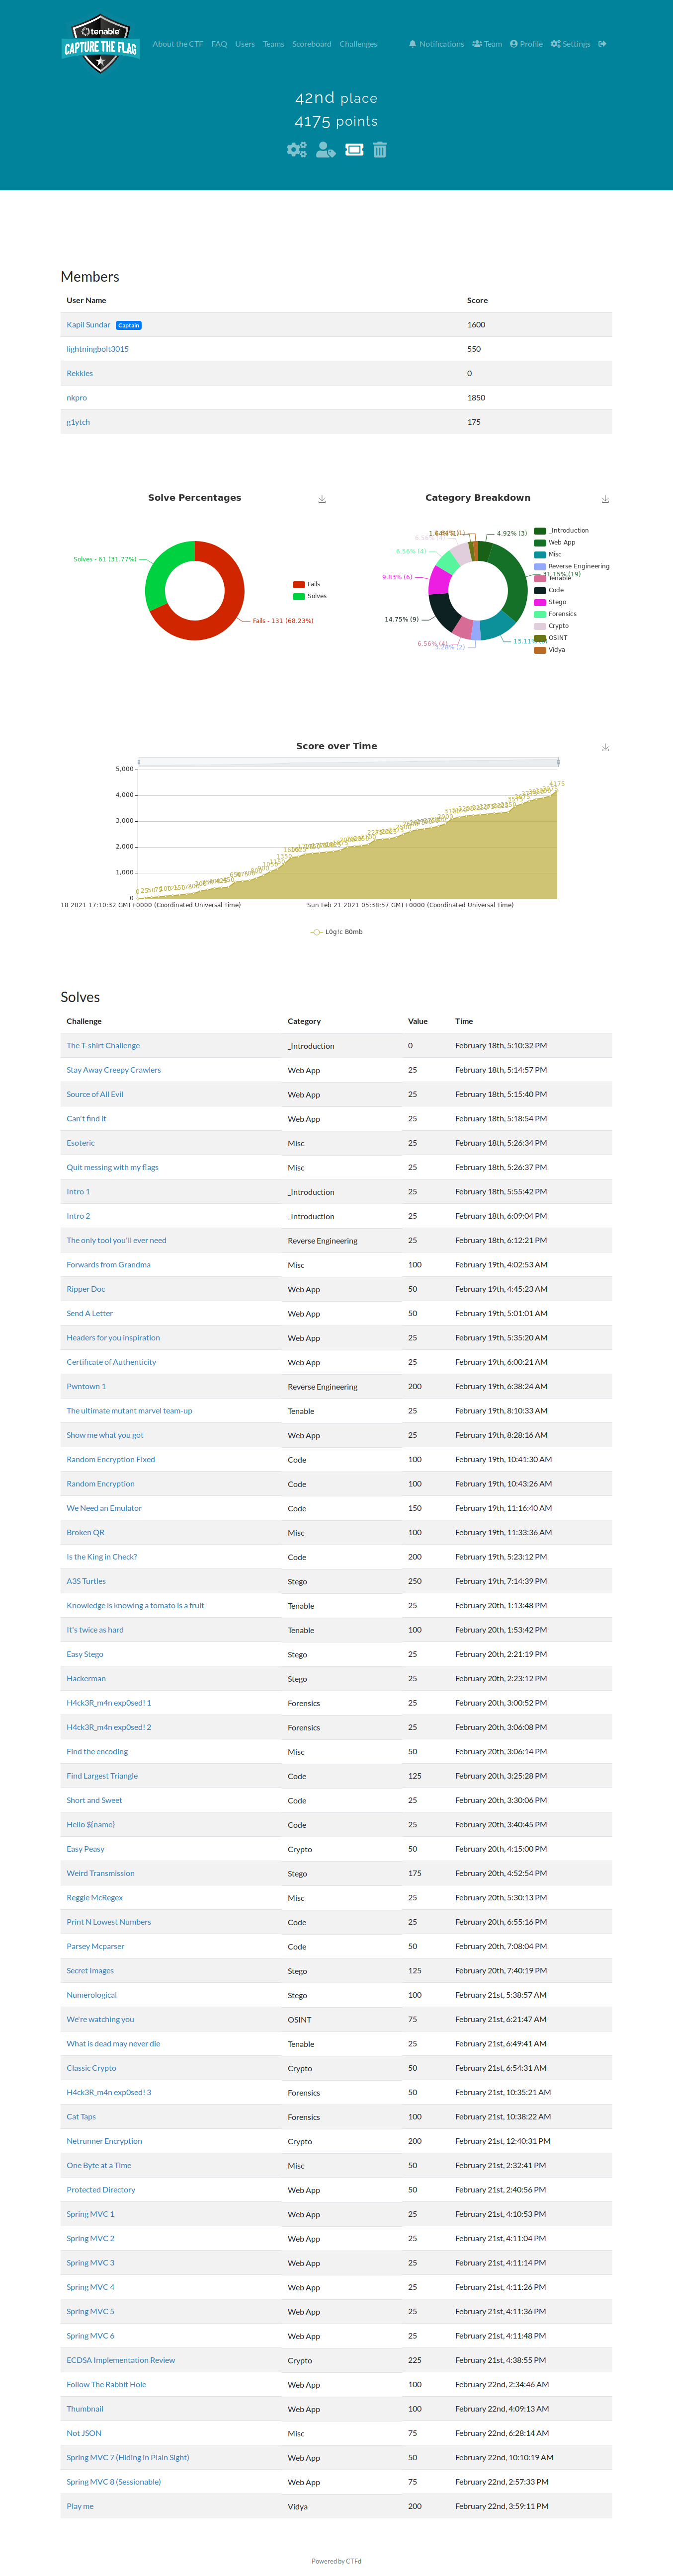 tenable
CAPTURE THE FLAG
About the CTF FAQ Users Teams Scoreboard Challenges Notifications Team Profile Settings
42nd place
4175 points
Members
User Name Score
Kapil Sundar Captain 1600
lightningbolt3015 550
Rekkles 0
nkpro 1850
g1ytch 175
Solve Percentages
Solves - 61 (31.77%)
Fails - 131 (68.23%)
Fails
Solves
Category Breakdown
4.92% (3)
13.11%
14.75% (9)
9.83% (6)
6.56% (4)
6.56% (4)
_Introduction
Web App
Misc
Reverse Engineering
Tenable
Code
Stego
Forensics
Crypto
OSINT
Vidya
Score over Time
5,000
4,000
3,000
2,000
1,000
0
4175
18 2021 17:10:32 GMT+0000 (Coordinated Universal Time) Sun Feb 21 2021 05:38:57 GMT+0000 (Coordinated Universal Time)
L0g!c B0mb
Solves
Challenge Category Value Time
The T-shirt Challenge _Introduction 0 February 18th, 5:10:32 PM
Stay Away Creepy Crawlers Web App 25 February 18th, 5:14:57 PM
Source of All Evil Web App 25 February 18th, 5:15:40 PM
Can't find it Web App 25 February 18th, 5:18:54 PM
Esoteric Misc 25 February 18th, 5:26:34 PM
Quit messing with my flags Misc 25 February 18th, 5:26:37 PM
Intro 1 _Introduction 25 February 18th, 5:55:42 PM
Intro 2 _Introduction 25 February 18th, 6:09:04 PM
The only tool you'll ever need Reverse Engineering 25 February 18th, 6:12:21 PM
Forwards from Grandma Misc 100 February 19th, 4:02:53 AM
Ripper Doc Web App 50 February 19th, 4:45:23 AM
Send A Letter Web App 50 February 19th, 5:01:01 AM
Headers for you inspiration Web App 25 February 19th, 5:35:20 AM
Certificate of Authenticity Web App 25 February 19th, 6:00:21 AM
Pwntown 1 Reverse Engineering 200 February 19th, 6:38:24 AM
The ultimate mutant marvel team-up Tenable 25 February 19th, 8:10:33 AM
Show me what you got Web App 25 February 19th, 8:28:16 AM
Random Encryption Fixed Code 100 February 19th, 10:41:30 AM
Random Encryption Code 100 February 19th, 10:43:26 AM
We Need an Emulator Code 150 February 19th, 11:16:40 AM
Broken QR Misc 100 February 19th, 11:33:36 AM
Is the King in Check? Code 200 February 19th, 5:23:12 PM
A3S Turtles Stego 250 February 19th, 7:14:39 PM
Knowledge is knowing a tomato is a fruit Tenable 25 February 20th, 1:13:48 PM
It's twice as hard Tenable 100 February 20th, 1:53:42 PM
Easy Stego Stego 25 February 20th, 2:21:19 PM
Hackerman Stego 25 February 20th, 2:23:12 PM
H4ck3R_m4n exp0sed! 1 Forensics 25 February 20th, 3:00:52 PM
H4ck3R_m4n exp0sed! 2 Forensics 25 February 20th, 3:06:08 PM
Find the encoding Misc 50 February 20th, 3:06:14 PM
Find Largest Triangle Code 125 February 20th, 3:25:28 PM
Short and Sweet Code 25 February 20th, 3:30:06 PM
Hello ${name} Code 25 February 20th, 3:40:45 PM
Easy Peasy Crypto 50 February 20th, 4:15:00 PM
Weird Transmission Stego 175 February 20th, 4:52:54 PM
Reggie McRegex Misc 25 February 20th, 5:30:13 PM
Print N Lowest Numbers Code 25 February 20th, 6:55:16 PM
Parsey Mcparser Code 50 February 20th, 7:08:04 PM
Secret Images Stego 125 February 20th, 7:40:19 PM
Numerological Stego 100 February 21st, 5:38:57 AM
We're watching you OSINT 75 February 21st, 6:21:47 AM
What is dead may never die Tenable 25 February 21st, 6:49:41 AM
Classic Crypto Crypto 50 February 21st, 6:54:31 AM
H4ck3R_m4n exp0sed! 3 Forensics 50 February 21st, 10:35:21 AM
Cat Taps Forensics 100 February 21st, 10:38:22 AM
Netrunner Encryption Crypto 200 February 21st, 12:40:31 PM
One Byte at a Time Misc 50 February 21st, 2:32:41 PM
Protected Directory Web App 50 February 21st, 2:40:56 PM
Spring MVC 1 Web App 25 February 21st, 4:10:53 PM
Spring MVC 2 Web App 25 February 21st, 4:11:04 PM
Spring MVC 3 Web App 25 February 21st, 4:11:14 PM
Spring MVC 4 Web App 25 February 21st, 4:11:26 PM
Spring MVC 5 Web App 25 February 21st, 4:11:36 PM
Spring MVC 6 Web App 25 February 21st, 4:11:48 PM
ECDSA Implementation Review Crypto 225 February 21st, 4:38:55 PM
Follow The Rabbit Hole Web App 100 February 22nd, 2:34:46 AM
Thumbnail Web App 100 February 22nd, 4:09:13 AM
Not JSON Misc 75 February 22nd, 6:28:14 AM
Spring MVC 7 (Hiding in Plain Sight) Web App 50 February 22nd, 10:10:19 AM
Spring MVC 8 (Sessionable) Web App 75 February 22nd, 2:57:33 PM
Play me Vidya 200 February 22nd, 3:59:11 PM
Powered by CTFd